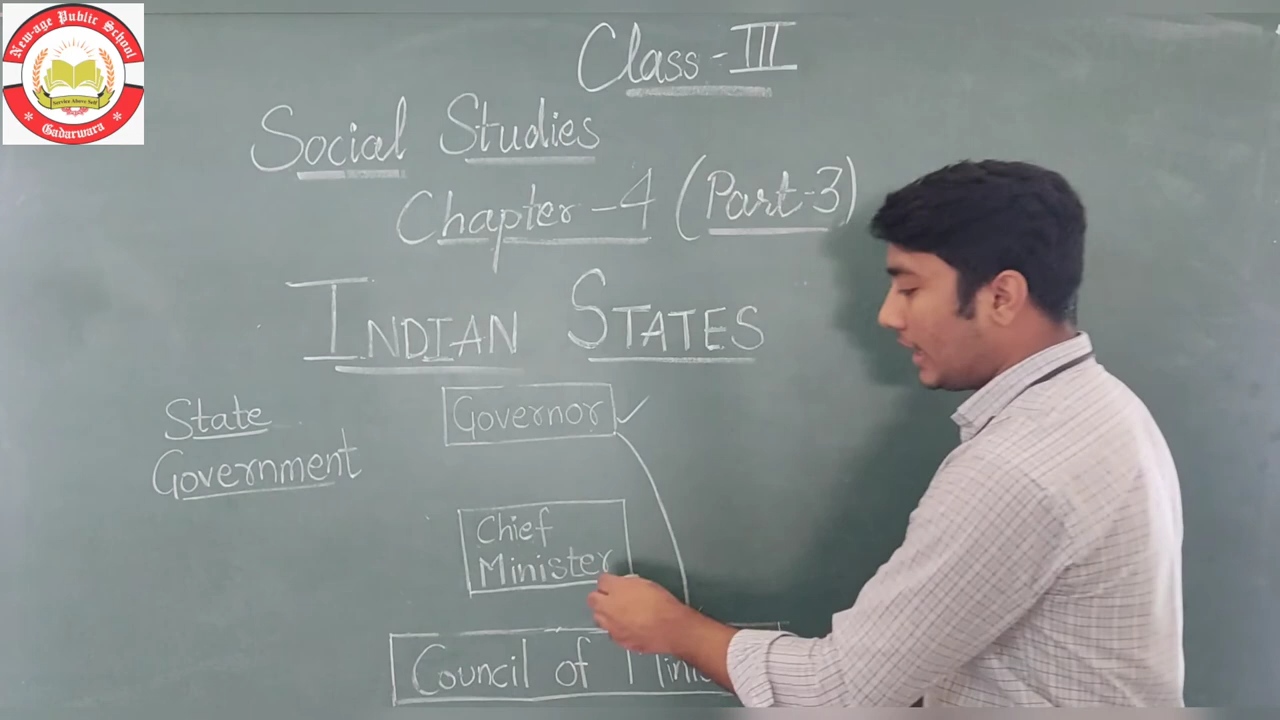 New-age Public School
Service Above Self
Gadarwara
Class - III
Social Studies
Chapter - 4 (Part-3)
INDIAN STATES
State
Government
Governor
Chief
Minister
Council of